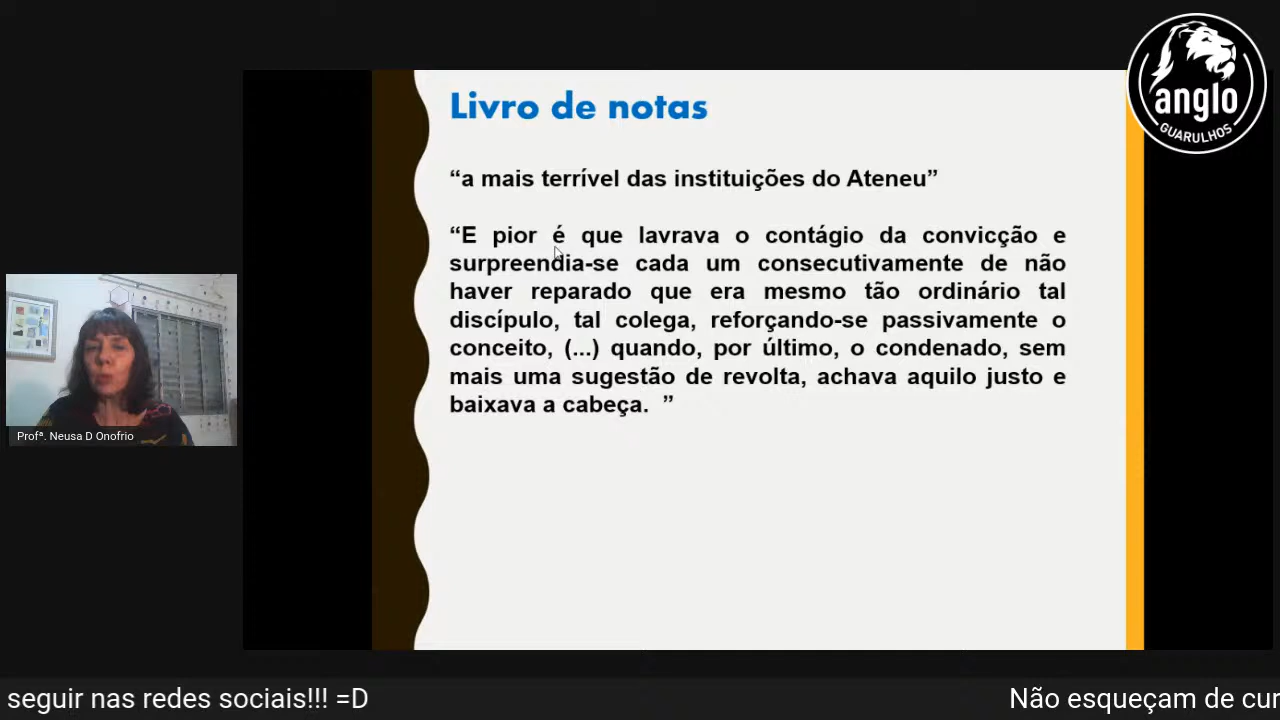 anglo
GUARULHOS
Livro de notas
“a mais terrível das instituições do Ateneu”
“E pior é que lavrava o contágio da convicção e
surpreendia-se cada um consecutivamente de não
haver reparado que era mesmo tão ordinário tal
discípulo, tal colega, reforçando-se passivamente o
conceito, (...) quando, por último, o condenado, sem
mais uma sugestão de revolta, achava aquilo justo e
baixava a cabeça. ”
Profª. Neusa D Onofrio
seguir nas redes sociais!!! =D
Não esqueçam de cur